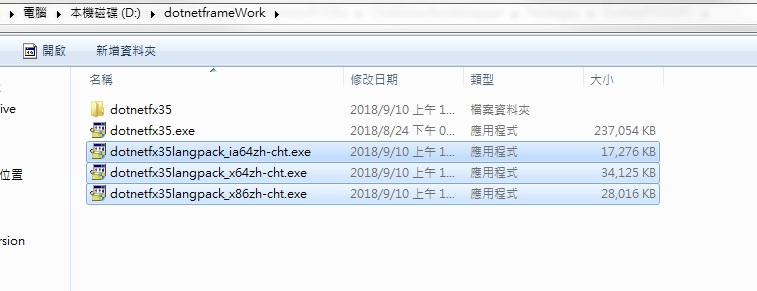 電腦 ▸ 本機磁碟 (D:) ▸ dotnetframeWork ▸
開啟 新增資料夾
名稱 修改日期 類型 大小
ive
dotnetfx35 2018/9/10 上午 1... 檔案資料夾
dotnetfx35.exe 2018/8/24 下午 0... 應用程式 237,054 KB
dotnetfx35langpack_ia64zh-cht.exe 2018/9/10 上午 1... 應用程式 17,276 KB
位置
dotnetfx35langpack_x64zh-cht.exe 2018/9/10 上午 1... 應用程式 34,125 KB
dotnetfx35langpack_x86zh-cht.exe 2018/9/10 上午 1... 應用程式 28,016 KB
rsion